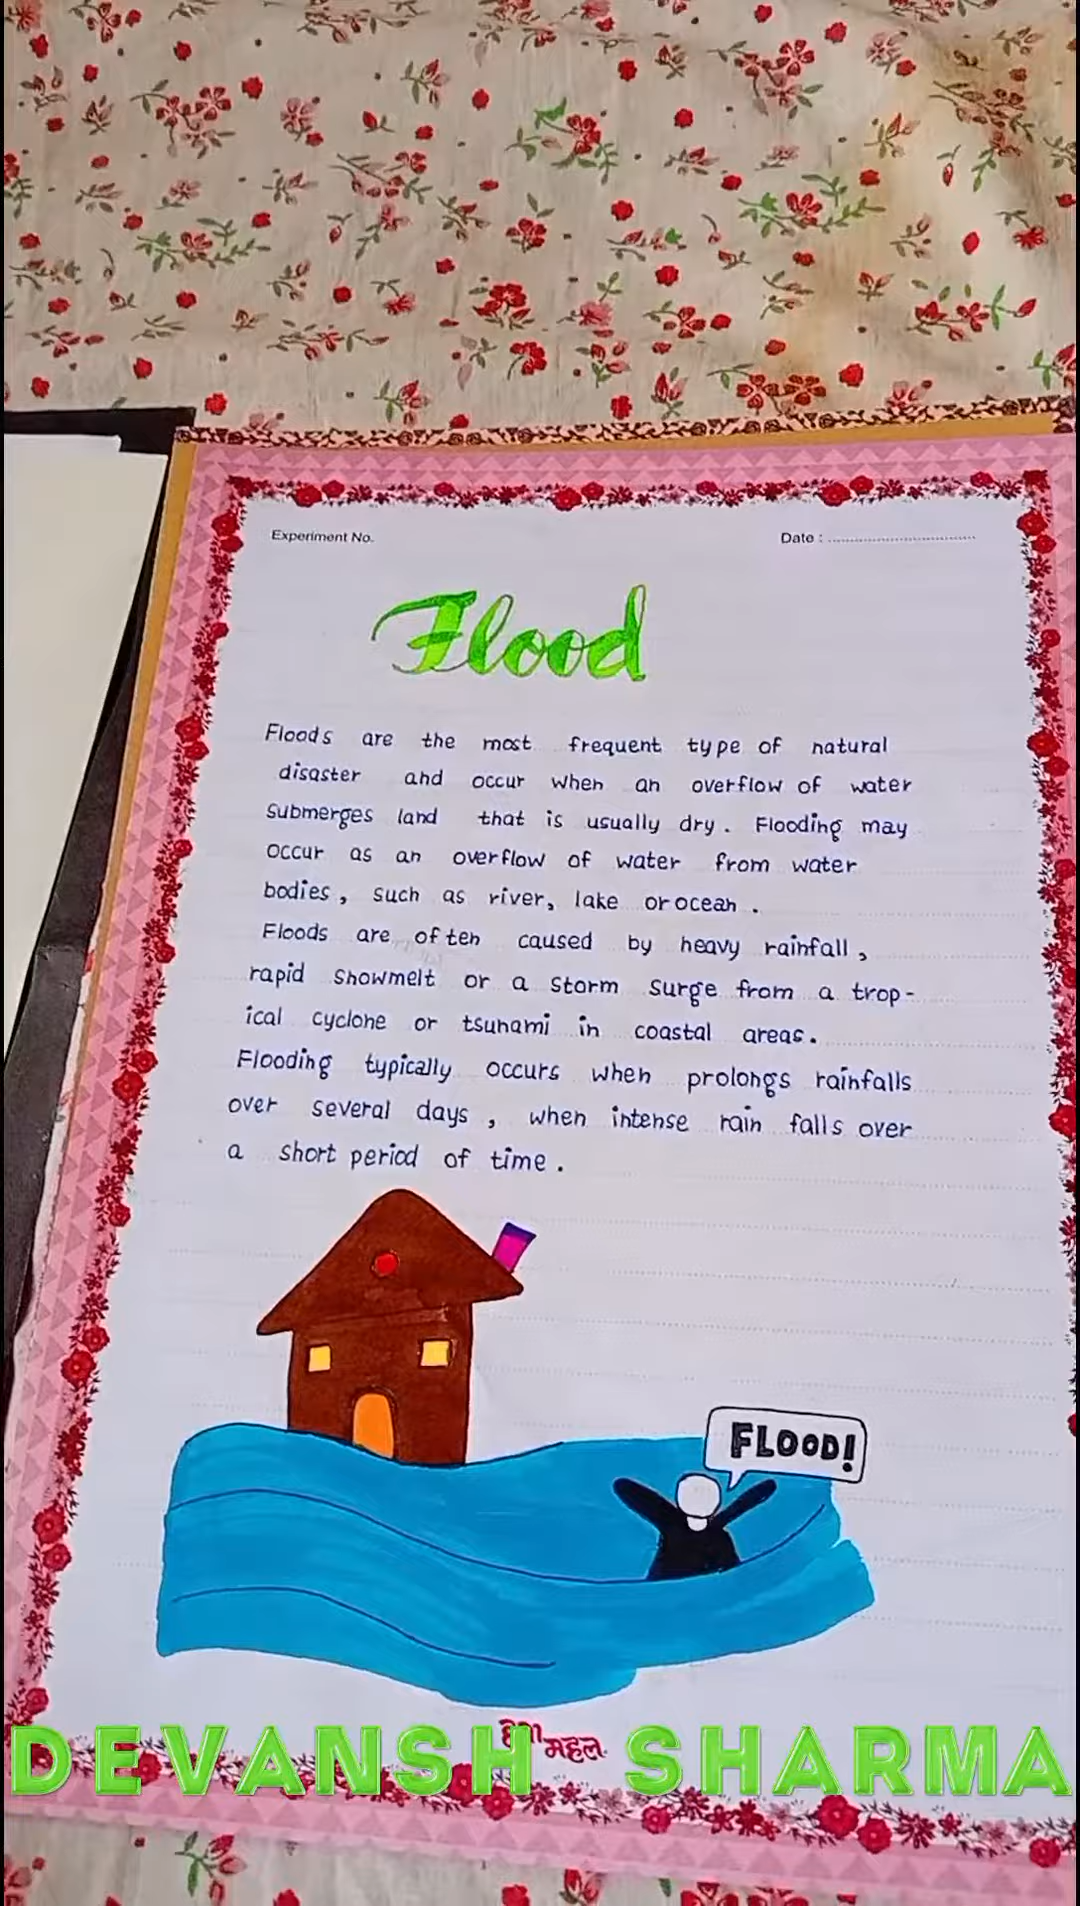 Experiment No.
Date : ..................................
Flood
Floods are the most frequent type of natural
disaster and occur when an overflow of water
submerges land that is usually dry. Flooding may
occur as an overflow of water from water
bodies, such as river, lake or ocean.
Floods are often caused by heavy rainfall,
rapid snowmelt or a storm surge from a trop-
ical cyclone or tsunami in coastal areas.
Flooding typically occurs when prolongs rainfalls
over several days, when intense rain falls over
a short period of time.
FLOOD!
महल
DEVANSH SHARMA